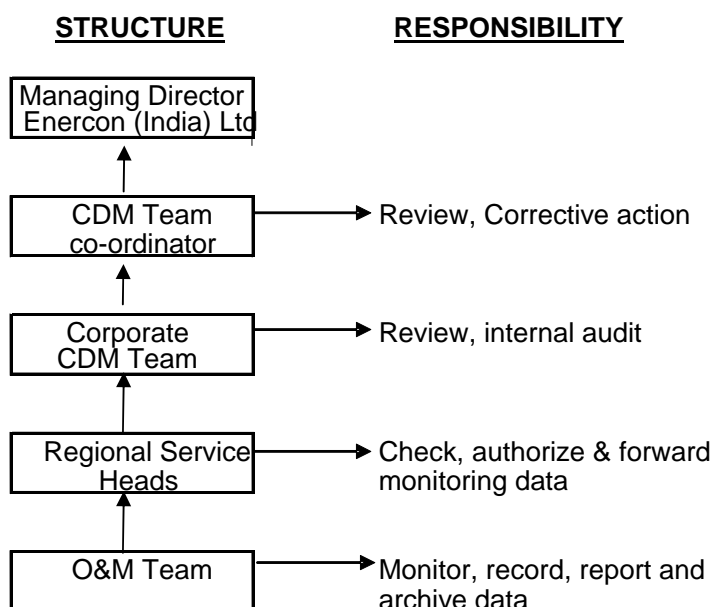 STRUCTURE RESPONSIBILITY
Managing Director
Enercon (India) Ltd
CDM Team
co-ordinator
Review, Corrective action
Corporate
CDM Team
Review, internal audit
Regional Service
Heads
Check, authorize & forward
monitoring data
O&M Team
Monitor, record, report and
archive data